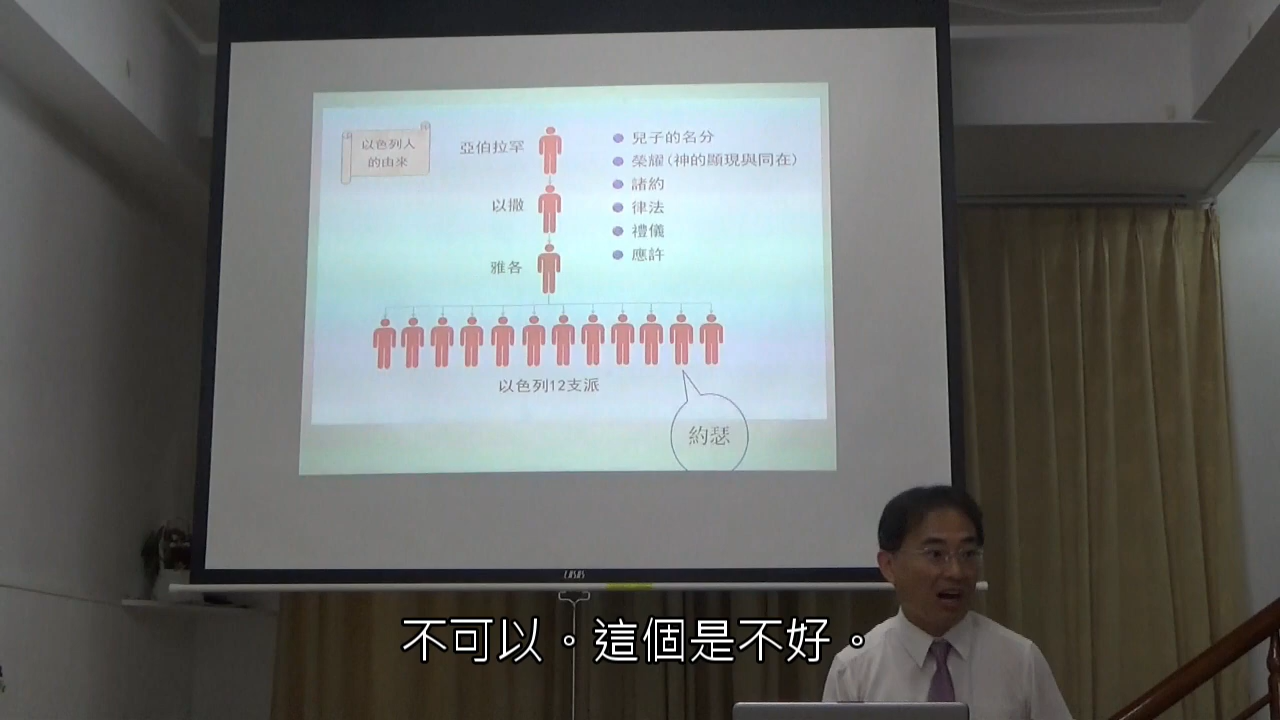 以色列人
的由來
亞伯拉罕
以撒
雅各
兒子的名分
榮耀(神的顯現與同在)
諸約
律法
禮儀
應許
以色列12支派
約瑟
不可以。這個是不好。